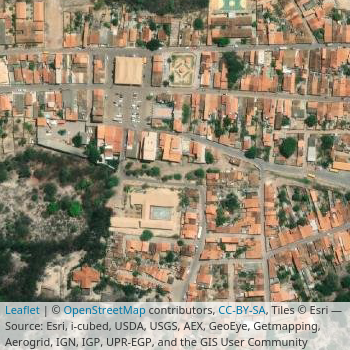 Leaflet | © OpenStreetMap contributors, CC-BY-SA, Tiles © Esri —
Source: Esri, i-cubed, USDA, USGS, AEX, GeoEye, Getmapping,
Aerogrid, IGN, IGP, UPR-EGP, and the GIS User Community